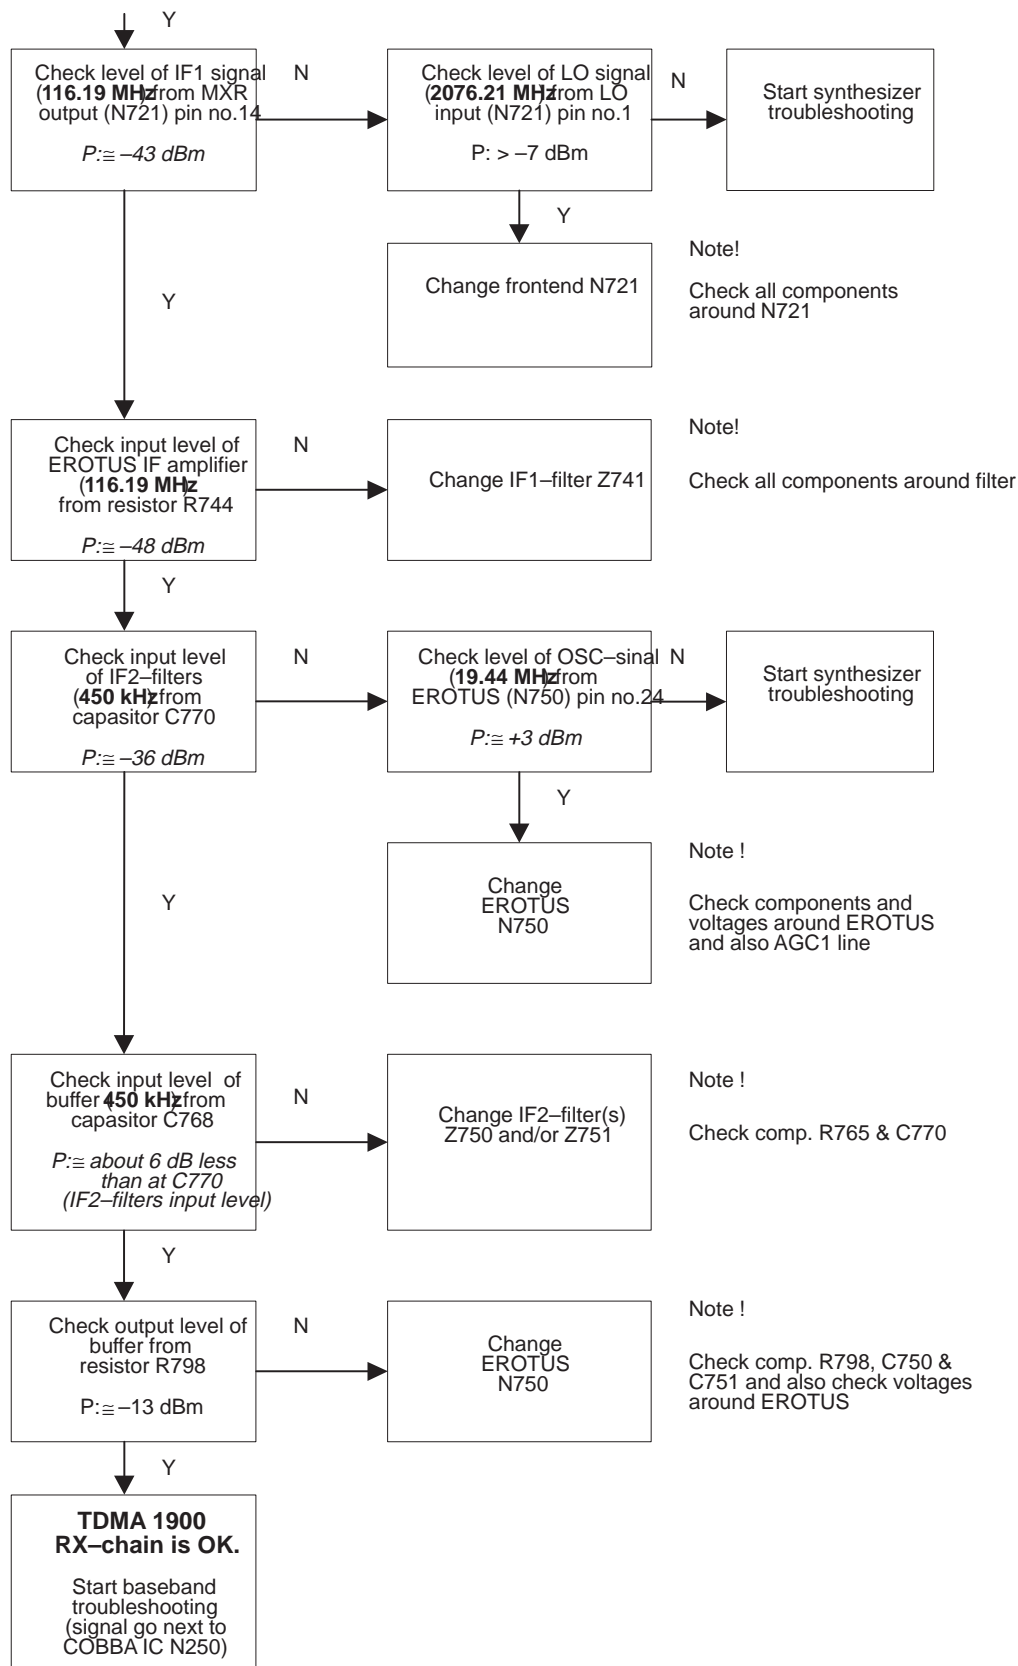 Y
Check level of IF1 signal
(116.19 MHz) from MXR
output (N721) pin no.14
P:≅ –43 dBm
N
Check level of LO signal
(2076.21 MHz) from LO
input (N721) pin no.1
P: > –7 dBm
N
Start synthesizer
troubleshooting
Y
Change frontend N721
Note!
Check all components
around N721
Y
Check input level of
EROTUS IF amplifier
(116.19 MHz)
from resistor R744
P:≅ –48 dBm
N
Change IF1–filter Z741
Note!
Check all components around filter
Y
Check input level
of IF2–filters
(450 kHz) from
capasitor C770
P:≅ –36 dBm
N
Check level of OSC–sinal
(19.44 MHz) from
EROTUS (N750) pin no.24
P:≅ +3 dBm
N
Start synthesizer
troubleshooting
Y
Change
EROTUS
N750
Note !
Check components and
voltages around EROTUS
and also AGC1 line
Y
Check input level of
buffer (450 kHz) from
capasitor C768
P:≅ about 6 dB less
than at C770
(IF2–filters input level)
N
Change IF2–filter(s)
Z750 and/or Z751
Note !
Check comp. R765 & C770
Y
Check output level of
buffer from
resistor R798
P:≅ –13 dBm
N
Change
EROTUS
N750
Note !
Check comp. R798, C750 &
C751 and also check voltages
around EROTUS
Y
TDMA 1900
RX–chain is OK.
Start baseband
troubleshooting
(signal go next to
COBBA IC N250)